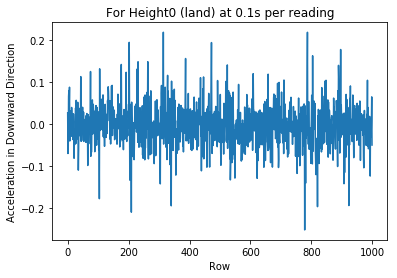 For Height0 (land) at 0.1s per reading
Acceleration in Downward Direction
0.2
0.1
0.0
−0.1
−0.2
0 200 400 600 800 1000
Row